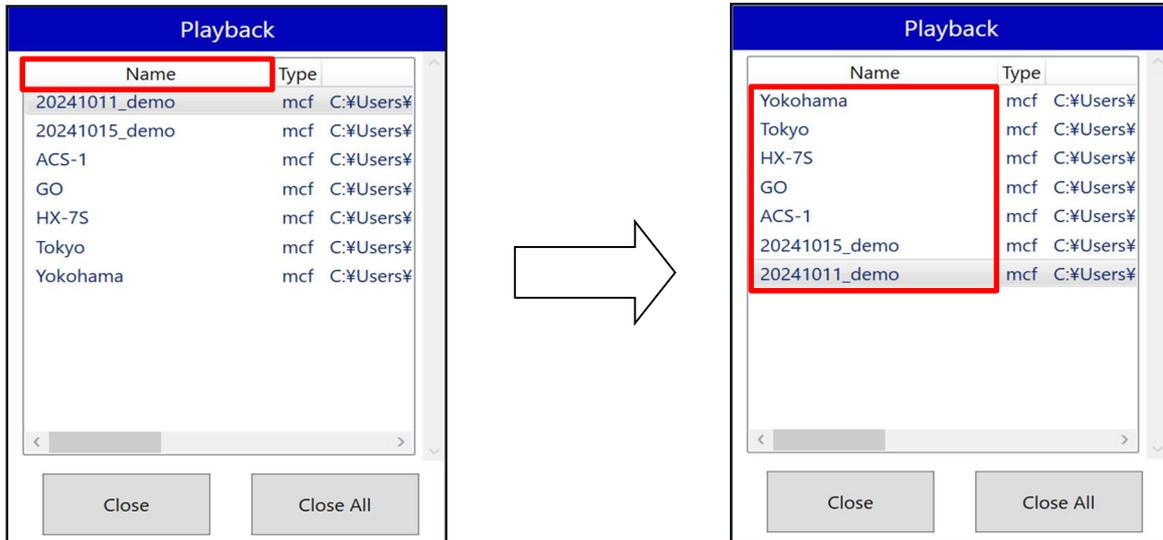 Playback
Name Type
20241011_demo mcf C:¥Users¥
20241015_demo mcf C:¥Users¥
ACS-1 mcf C:¥Users¥
GO mcf C:¥Users¥
HX-7S mcf C:¥Users¥
Tokyo mcf C:¥Users¥
Yokohama mcf C:¥Users¥
Close Close All
Playback
Name Type
Yokohama mcf C:¥Users¥
Tokyo mcf C:¥Users¥
HX-7S mcf C:¥Users¥
GO mcf C:¥Users¥
ACS-1 mcf C:¥Users¥
20241015_demo mcf C:¥Users¥
20241011_demo mcf C:¥Users¥
Close Close All